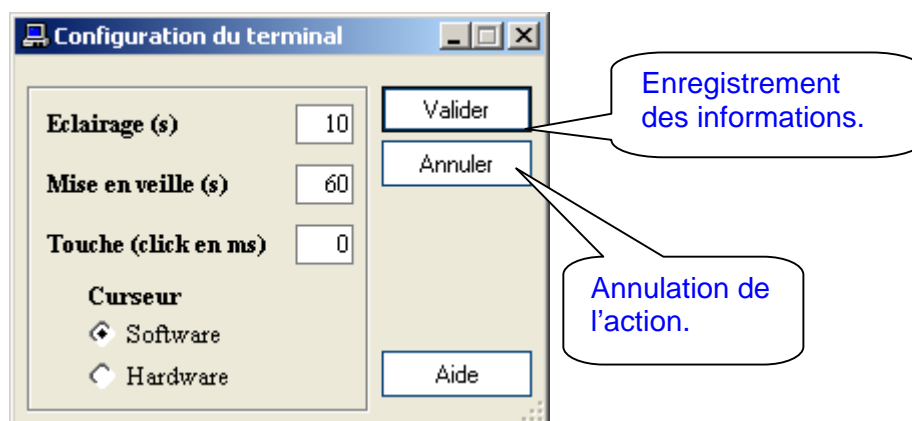 Configuration du terminal
Eclairage (s) 10
Mise en veille (s) 60
Touche (click en ms) 0
Curseur
Software
Hardware
Valider
Annuler
Aide
Enregistrement
des informations.
Annulation de
l’action.